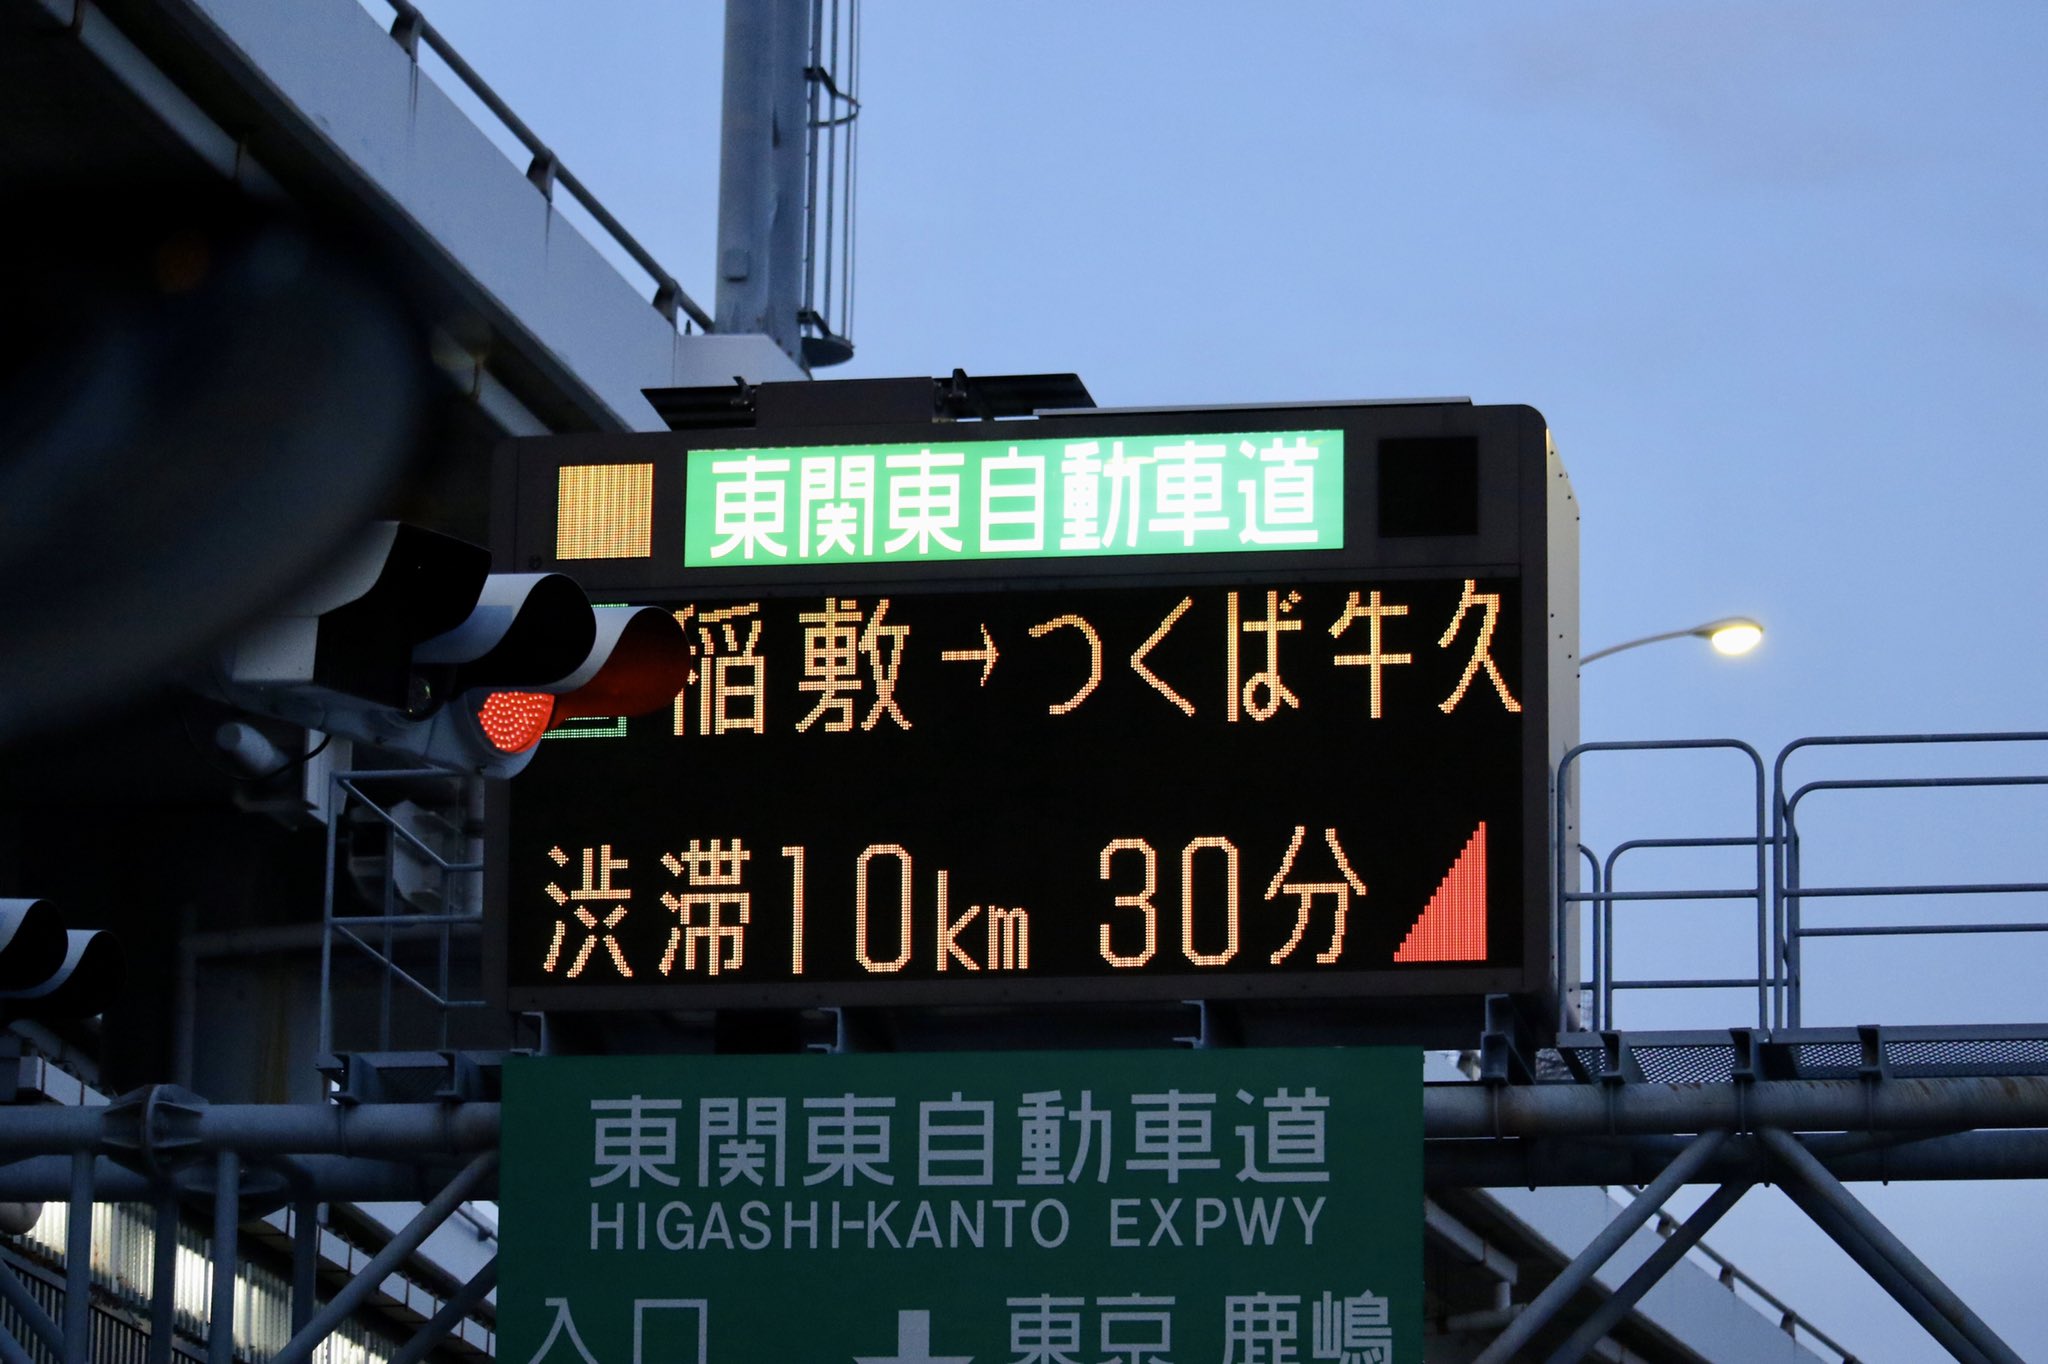 東関東自動車道
稲敷→つくば牛久
渋滞10km 30分
東関東自動車道
HIGASHI-KANTO EXPWY
入口 東京 鹿嶋